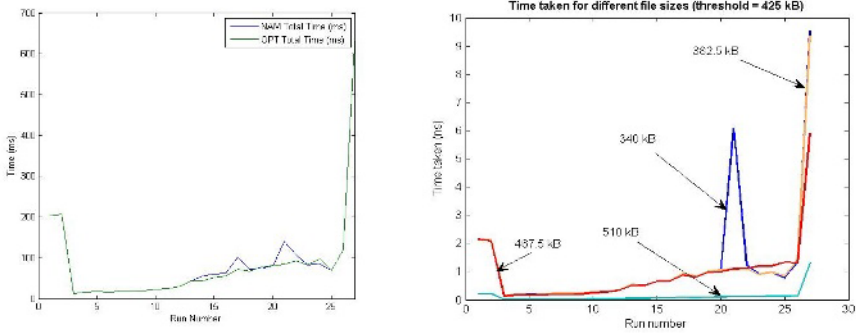 700
600
500
400
300
200
100
0
0
5
10
15
20
25
Time (ms)
Run Number
NAM Total Time (ms)
OPT Total Time (ms)
Time taken for different file sizes (threshold = 425 kB)
10
9
8
7
6
5
4
3
2
1
0
0
5
10
15
20
25
30
Time taken (ns)
Run number
382.5 kB
340 kB
510 kB
487.5 kB